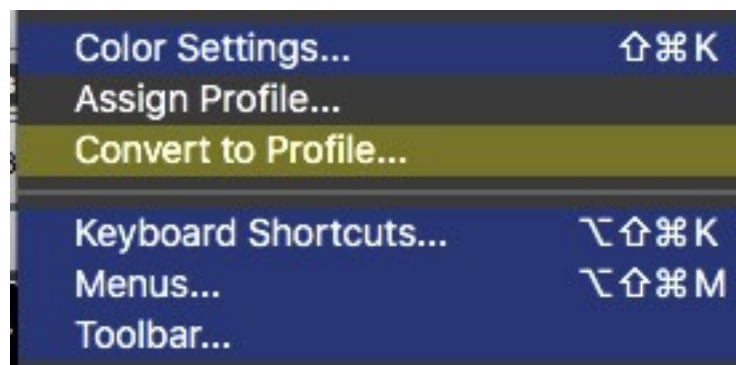 Color Settings... ⇧⌘K
Assign Profile...
Convert to Profile...
Keyboard Shortcuts... ⌥⇧⌘K
Menus... ⌥⇧⌘M
Toolbar...